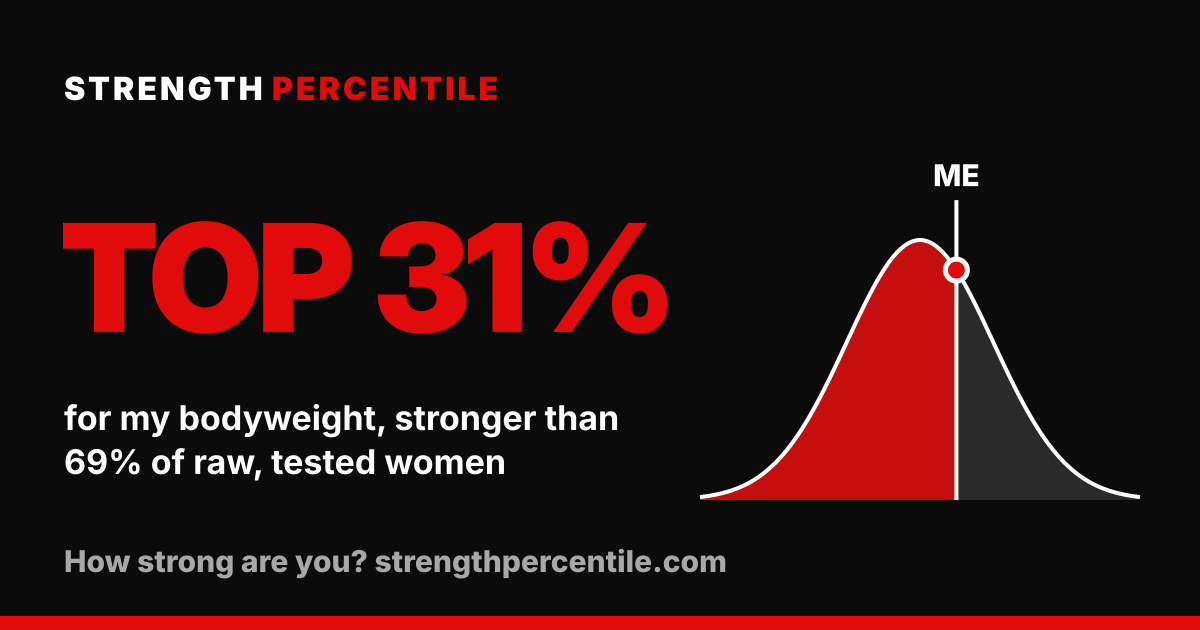 STRENGTH PERCENTILE
ME
TOP 31%
for my bodyweight, stronger than
69% of raw, tested women
How strong are you? strengthpercentile.com